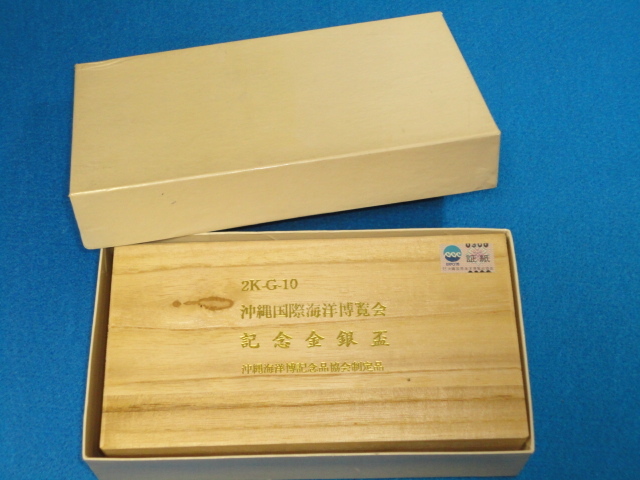 2K-G-10
沖縄国際海洋博覧会
記念金銀盃
沖縄海洋博記念品協会制定品
証紙